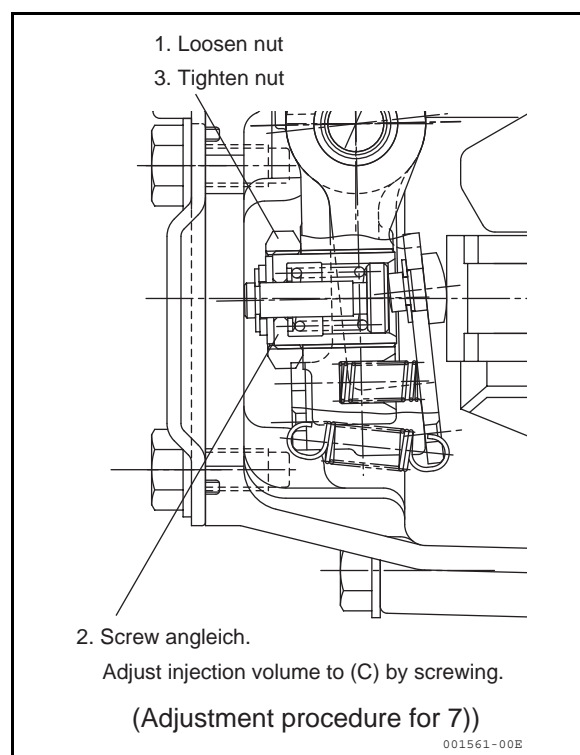 1. Loosen nut
3. Tighten nut
2. Screw angleich.
Adjust injection volume to (C) by screwing.
(Adjustment procedure for 7))
001561-00E